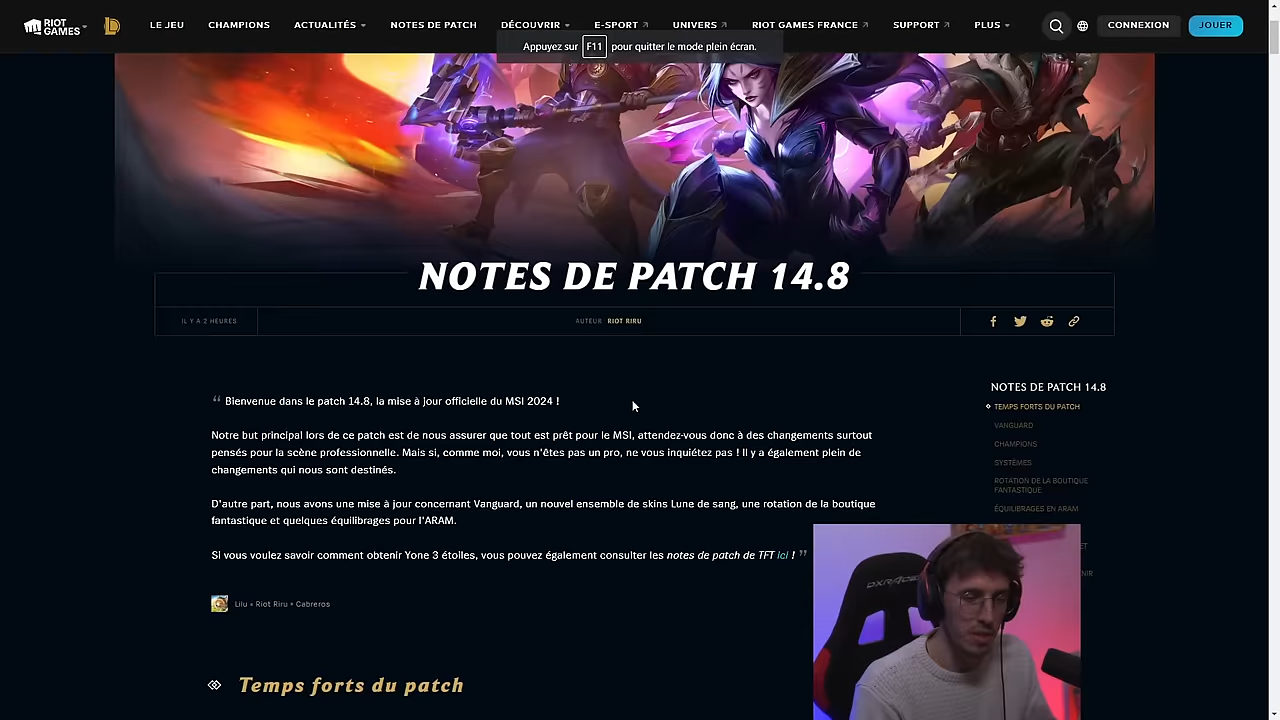 RIOT GAMES
LE JEU
CHAMPIONS
ACTUALITÉS
NOTES DE PATCH
DÉCOUVRIR
E-SPORT
UNIVERS
RIOT GAMES FRANCE
SUPPORT
PLUS
CONNEXION
JOUER
Appuyez sur F11 pour quitter le mode plein écran.
NOTES DE PATCH 14.8
IL Y A 2 HEURES
AUTEUR RIOT RIRU
“ Bienvenue dans le patch 14.8, la mise à jour officielle du MSI 2024 !
Notre but principal lors de ce patch est de nous assurer que tout est prêt pour le MSI, attendez-vous donc à des changements surtout
pensés pour la scène professionnelle. Mais si, comme moi, vous n'êtes pas un pro, ne vous inquiétez pas ! Il y a également plein de
changements qui nous sont destinés.
D'autre part, nous avons une mise à jour concernant Vanguard, un nouvel ensemble de skins Lune de sang, une rotation de la boutique
fantastique et quelques équilibrages pour l'ARAM.
Si vous voulez savoir comment obtenir Yone 3 étoiles, vous pouvez également consulter les notes de patch de TFT ici ! ”
Lilu • Riot Riru • Cabreros
Temps forts du patch
NOTES DE PATCH 14.8
TEMPS FORTS DU PATCH
VANGUARD
CHAMPIONS
SYSTÈMES
ROTATION DE LA BOUTIQUE
FANTASTIQUE
ÉQUILIBRAGES EN ARAM
ET
NIR
DXRACER